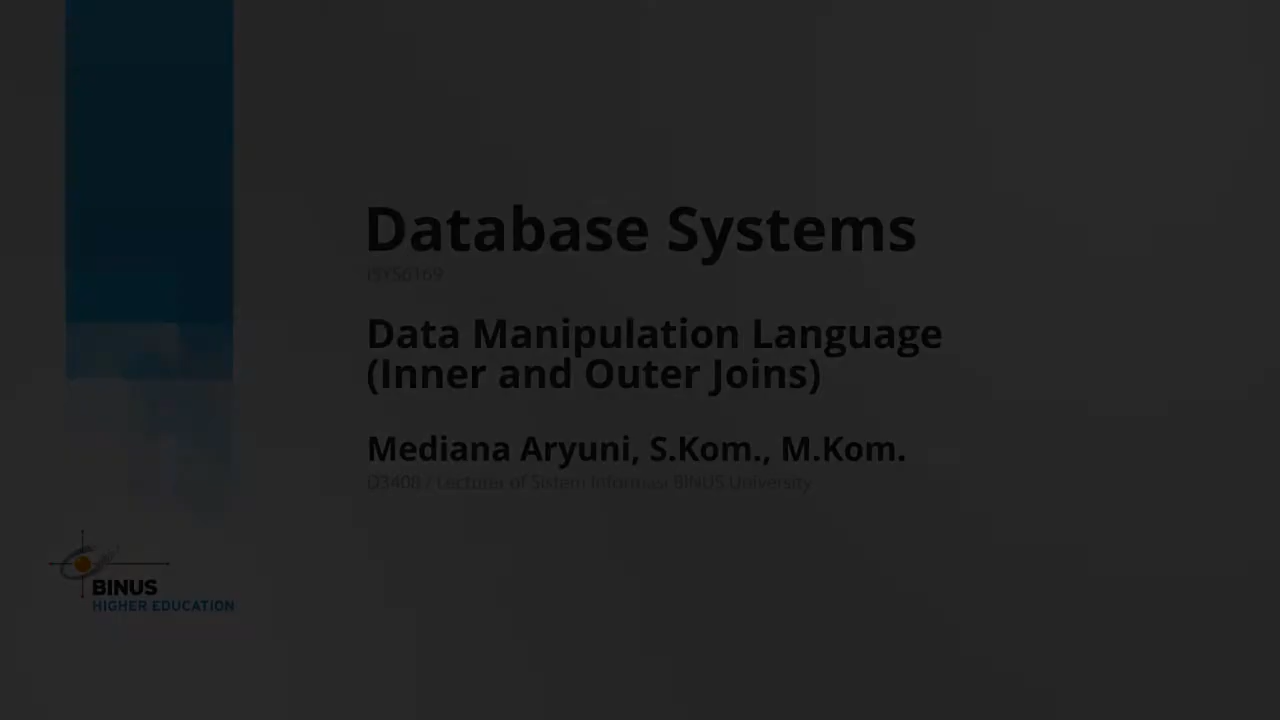 Database Systems
ISYS6169
Data Manipulation Language
(Inner and Outer Joins)
Mediana Aryuni, S.Kom., M.Kom.
D3408 / Lecturer of Sistem Informasi BINUS University
BINUS
HIGHER EDUCATION